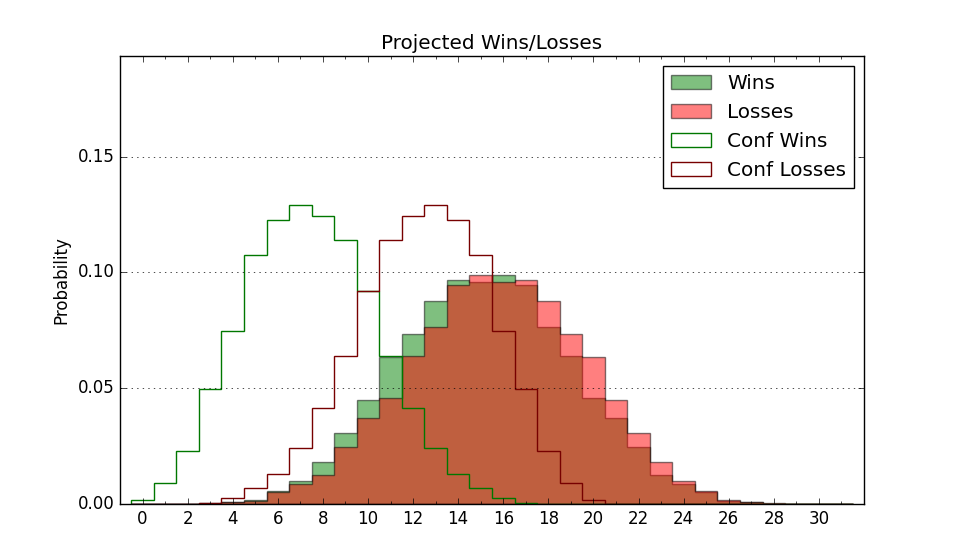 Projected Wins/Losses
Wins
Losses
Conf Wins
Conf Losses
Probability
0.15
0.10
0.05
0.00
0 2 4 6 8 10 12 14 16 18 20 22 24 26 28 30